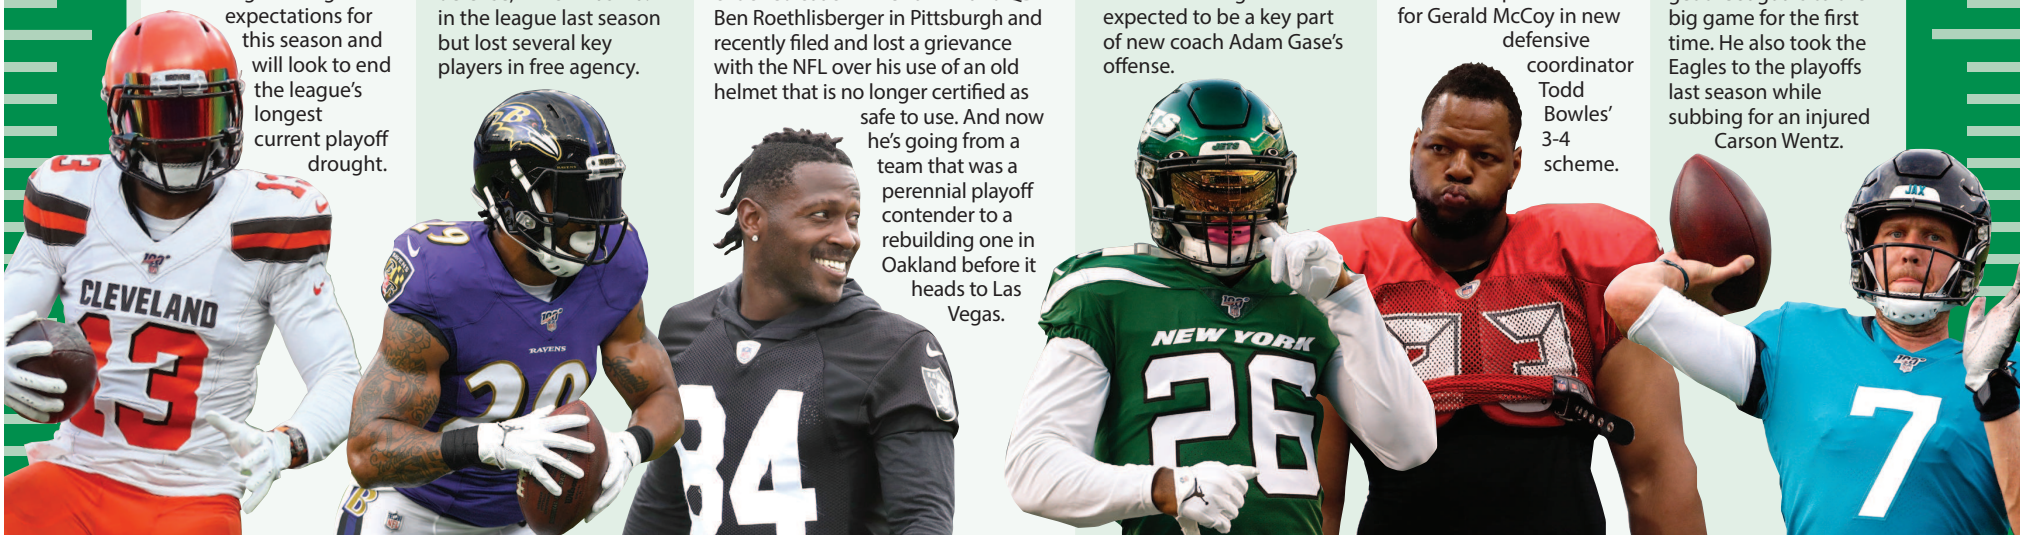 expectations for
this season and
will look to end
the league's
longest
current playoff
drought.
in the league last season
but lost several key
players in free agency.
Ben Roethlisberger in Pittsburgh and
recently filed and lost a grievance
with the NFL over his use of an old
helmet that is no longer certified as
safe to use. And now
he's going from a
team that was a
perennial playoff
contender to a
rebuilding one in
Oakland before it
heads to Las
Vegas.
expected to be a key part
of new coach Adam Gase's
offense.
for Gerald McCoy in new
defensive
coordinator
Todd
Bowles'
3-4
scheme.
big game for the first
time. He also took the
Eagles to the playoffs
last season while
subbing for an injured
Carson Wentz.
13
CLEVELAND
13
29
RAVENS
29
B
84
JETS
NEW YORK
26
93
JAX
7